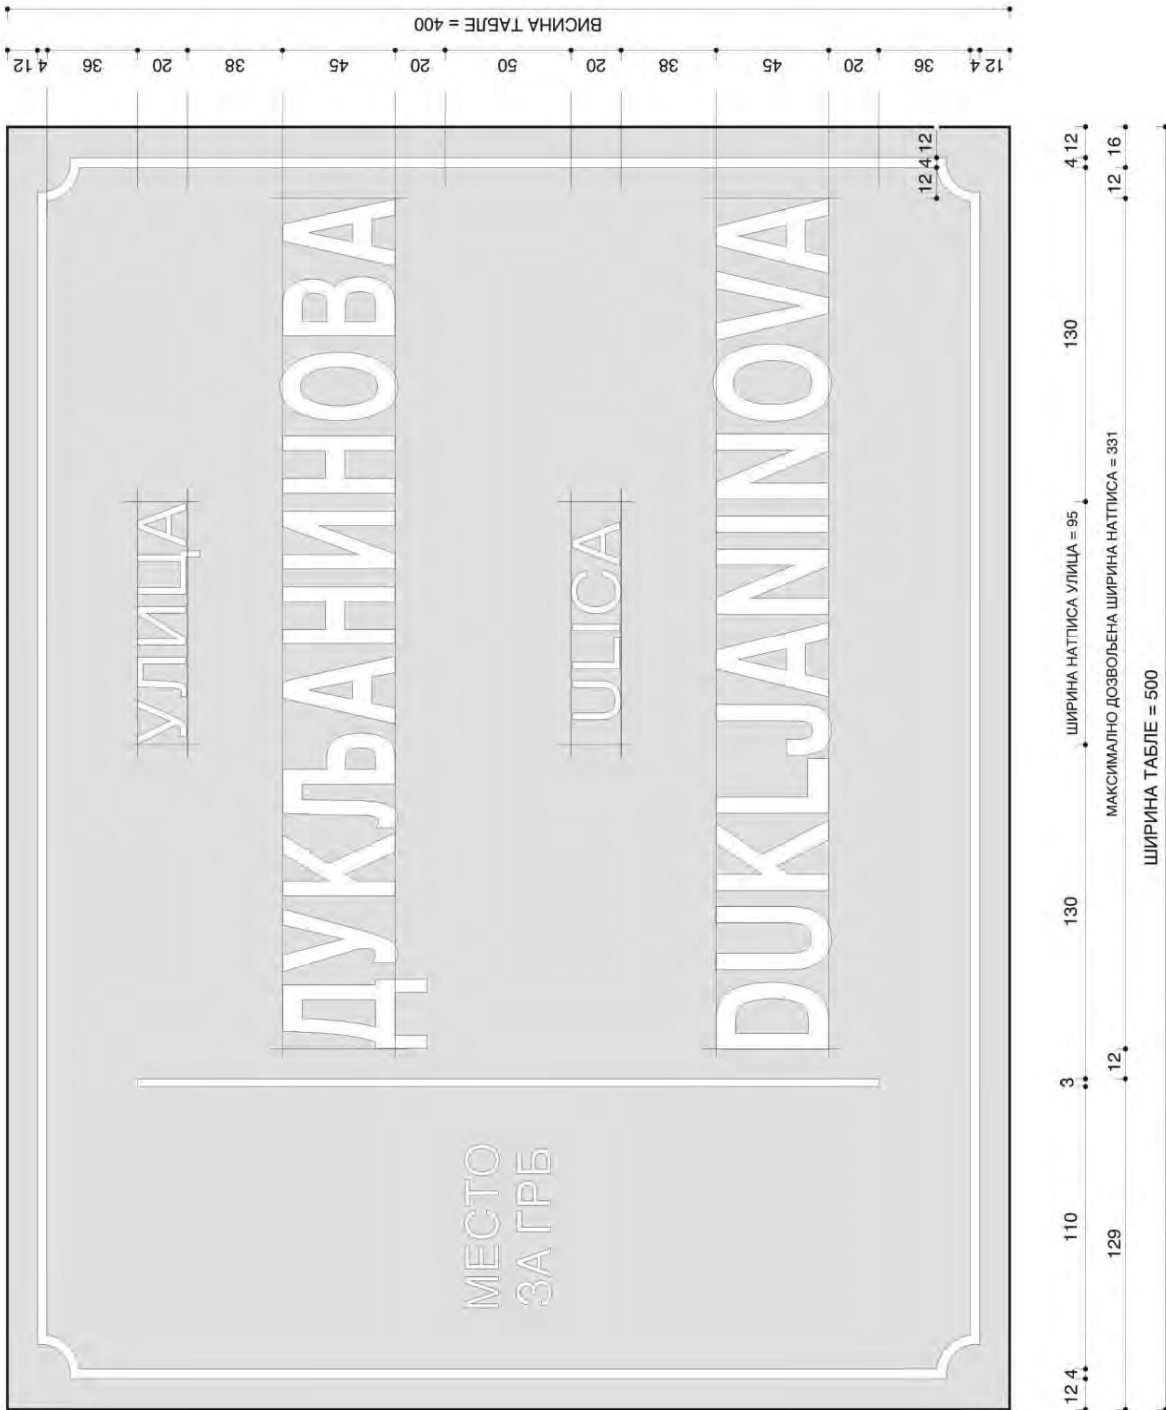 УЛИЦА
ДУКЉАНИНОВА
МЕСТО
ЗА ГРБ
ULICA
DUKLJANINOVA
12 4 12
12 4 36 20 45 38 20 50 20 45 38 20 36 4 12
ВИСИНА ТАБЛЕ = 400
12 4 110 3 130 ШИРИНА НАТПИСА УЛИЦА = 95 130 4 12
129 12 МАКСИМАЛНО ДОЗВОЉЕНА ШИРИНА НАТПИСА = 331 12 16
ШИРИНА ТАБЛЕ = 500